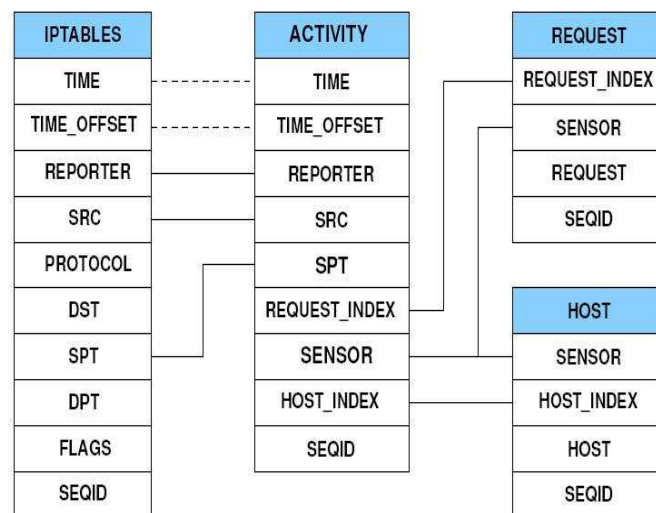 IPTABLES
TIME
TIME_OFFSET
REPORTER
SRC
PROTOCOL
DST
SPT
DPT
FLAGS
SEQID
ACTIVITY
TIME
TIME_OFFSET
REPORTER
SRC
SPT
REQUEST_INDEX
SENSOR
HOST_INDEX
SEQID
REQUEST
REQUEST_INDEX
SENSOR
REQUEST
SEQID
HOST
SENSOR
HOST_INDEX
HOST
SEQID